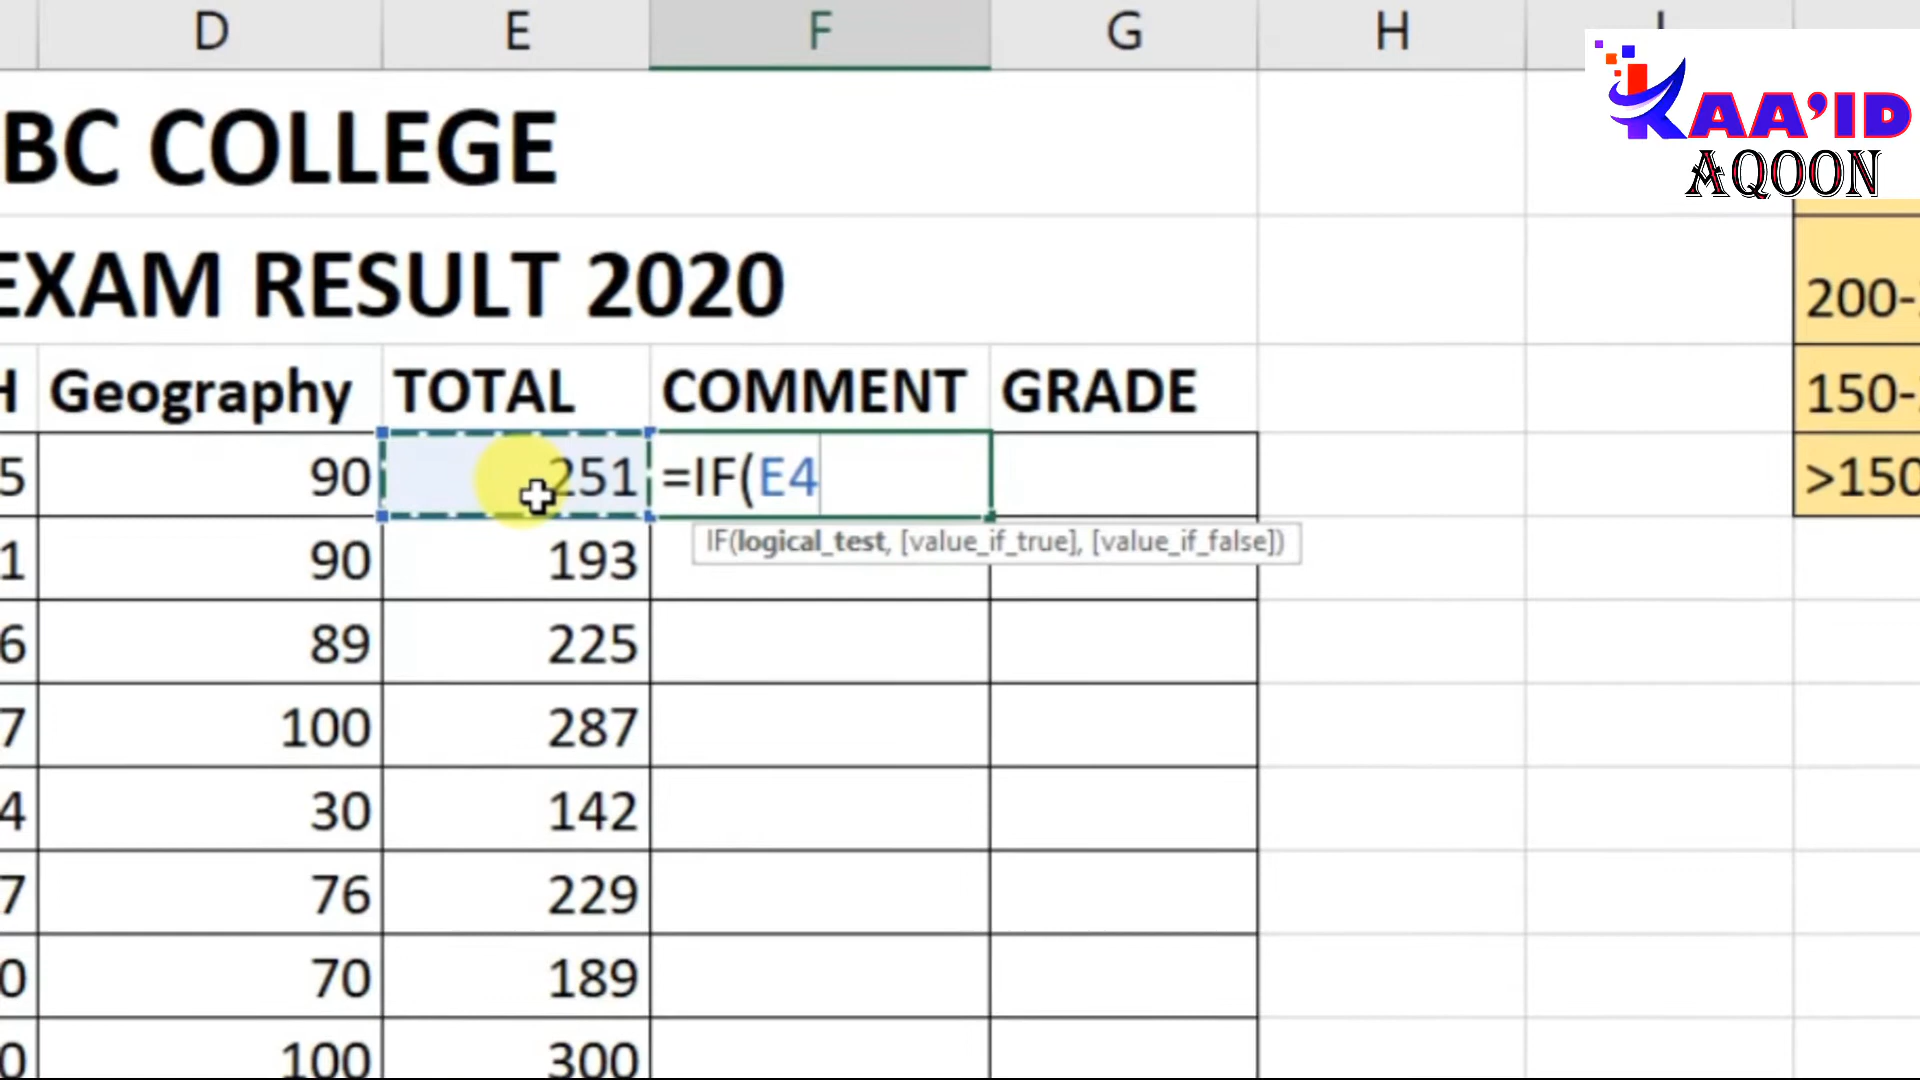 D E F G H
KAA'ID
AQOON
BC COLLEGE
EXAM RESULT 2020
200-
H Geography TOTAL COMMENT GRADE
150-
5 90 251 =IF(E4
>150
IF(logical_test, [value_if_true], [value_if_false])
1 90 193
6 89 225
7 100 287
4 30 142
7 76 229
0 70 189
0 100 300